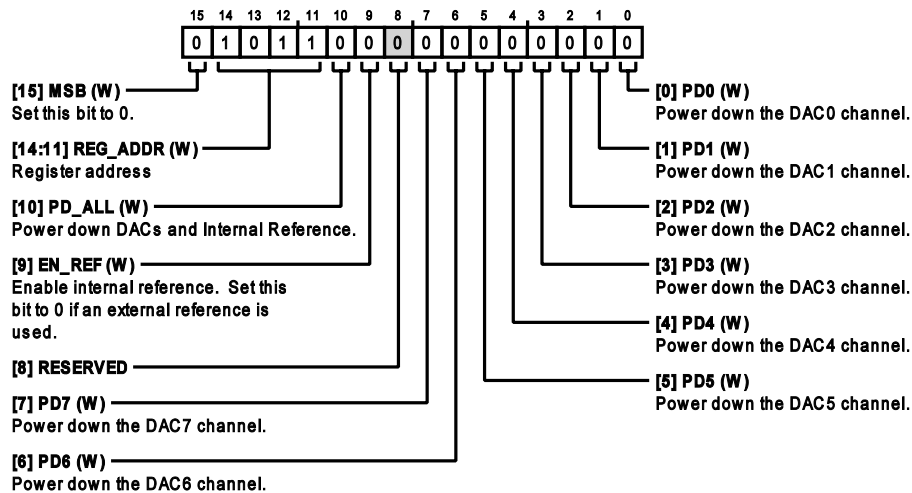 15 14 13 12 11 10 9 8 7 6 5 4 3 2 1 0
0 1 0 1 1 0 0 0 0 0 0 0 0 0 0 0
[15] MSB (W)
Set this bit to 0.
[14:11] REG_ADDR (W)
Register address
[10] PD_ALL (W)
Power down DACs and Internal Reference.
[9] EN_REF (W)
Enable internal reference. Set this
bit to 0 if an external reference is
used.
[8] RESERVED
[7] PD7 (W)
Power down the DAC7 channel.
[6] PD6 (W)
Power down the DAC6 channel.
[0] PD0 (W)
Power down the DAC0 channel.
[1] PD1 (W)
Power down the DAC1 channel.
[2] PD2 (W)
Power down the DAC2 channel.
[3] PD3 (W)
Power down the DAC3 channel.
[4] PD4 (W)
Power down the DAC4 channel.
[5] PD5 (W)
Power down the DAC5 channel.